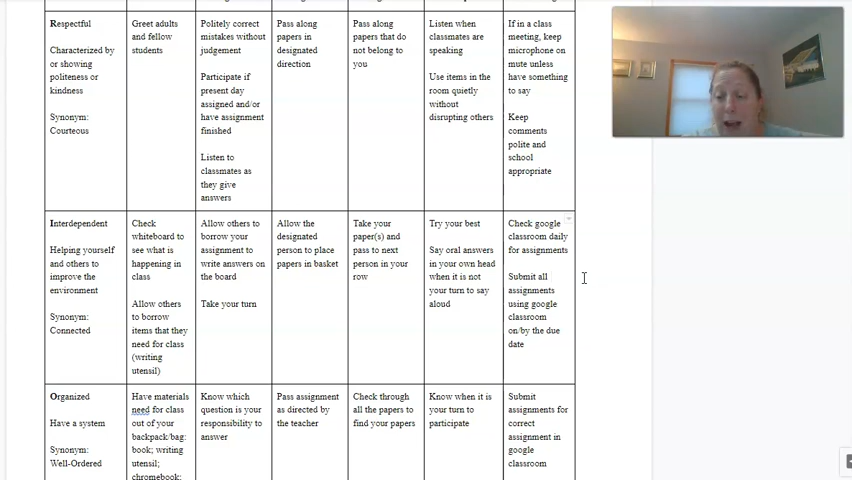 Respectful
Characterized by
or showing
politeness or
kindness
Synonym:
Courteous
Greet adults
and fellow
students
Politely correct
mistakes without
judgement
Participate if
present day
assigned and/or
have assignment
finished
Listen to
classmates as
they give
answers
Pass along
papers in
designated
direction
Pass along
papers that do
not belong to
you
Listen when
classmates are
speaking
Use items in the
room quietly
without
disrupting others
If in a class
meeting, keep
microphone on
mute unless
have something
to say
Keep
comments
polite and
school
appropriate
Interdependent
Helping yourself
and others to
improve the
environment
Synonym:
Connected
Check
whiteboard to
see what is
happening in
class
Allow others
to borrow
items that they
need for class
(writing
utensil)
Allow others to
borrow your
assignment to
write answers on
the board
Take your turn
Allow the
designated
person to place
papers in basket
Take your
paper(s) and
pass to next
person in your
row
Try your best
Say oral answers
in your own head
when it is not
your turn to say
aloud
Check google
classroom daily
for assignments
Submit all
assignments
using google
classroom
on/by the due
date
Organized
Have a system
Synonym:
Well-Ordered
Have materials
need for class
out of your
backpack/bag:
book; writing
utensil;
chromebook;
Know which
question is your
responsibility to
answer
Pass assignment
as directed by
the teacher
Check through
all the papers to
find your papers
Know when it is
your turn to
participate
Submit
assignments for
correct
assignment in
google
classroom